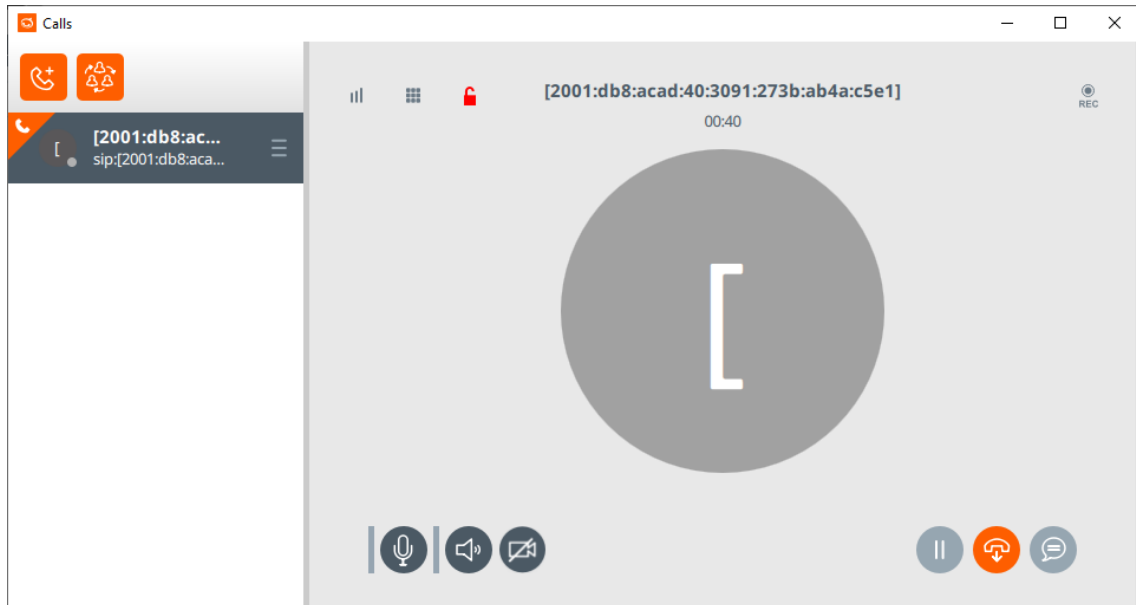 Calls
[2001:db8:ac...
sip:[2001:db8:aca...
[
[2001:db8:acad:40:3091:273b:ab4a:c5e1]
00:40
REC
[